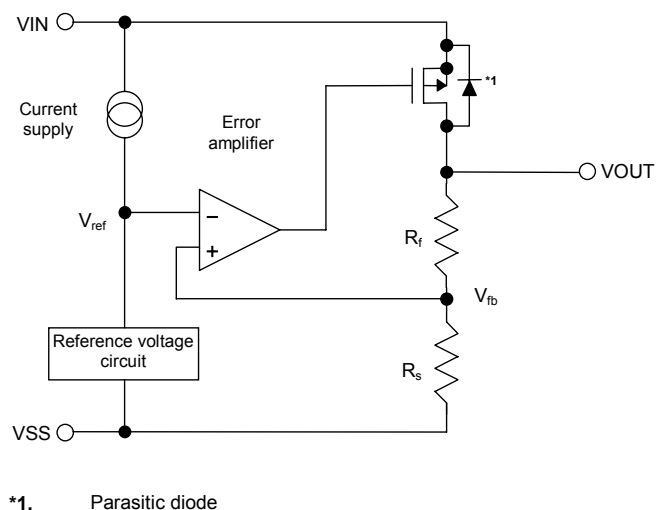 VIN
*1
Current
supply
Error
amplifier
VOUT
Vref
−
+
Rf
Vfb
Reference voltage
circuit
Rs
VSS
*1. Parasitic diode